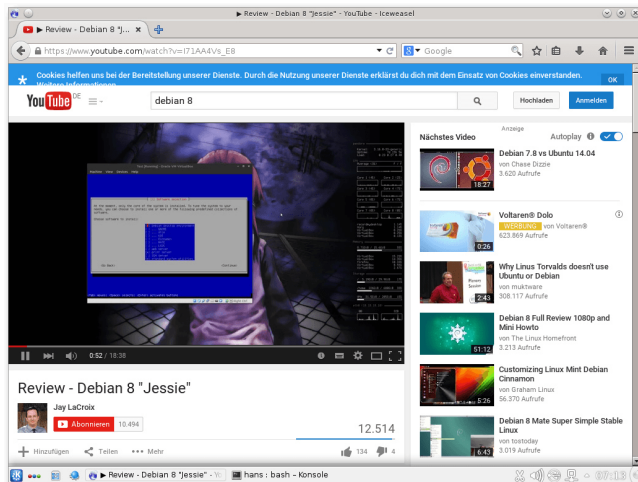 ▶ Review - Debian 8 "Jessie" - YouTube - Iceweasel
▶ Review - Debian 8 "J...
https://www.youtube.com/watch?v=I71AA4Vs_E8
Google
Cookies helfen uns bei der Bereitstellung unserer Dienste. Durch die Nutzung unserer Dienste erklärst du dich mit dem Einsatz von Cookies einverstanden.
Weitere Informationen
OK
YouTube DE
debian 8
Hochladen
Anmelden
Nächstes Video
Anzeige
Autoplay
Debian 7.8 vs Ubuntu 14.04
von Chase Dizzie
3.620 Aufrufe
18:27
Voltaren® Dolo
WERBUNG von Voltaren®
623.869 Aufrufe
0:26
Why Linus Torvalds doesn't use
Ubuntu or Debian
von muktware
308.117 Aufrufe
2:43
Debian 8 Full Review 1080p and
Mini Howto
von The Linux Homefront
3.213 Aufrufe
51:12
Customizing Linux Mint Debian
Cinnamon
von Graham Linux
56.370 Aufrufe
5:26
Debian 8 Mate Super Simple Stable
Linux
von tostoday
3.019 Aufrufe
6:43
0:52 / 18:38
Review - Debian 8 "Jessie"
Jay LaCroix
Abonnieren 10.494
12.514
Hinzufügen
Teilen
Mehr
134
4
▶ Review - Debian 8 "Jessie" - Yo
hans : bash – Konsole
07:13